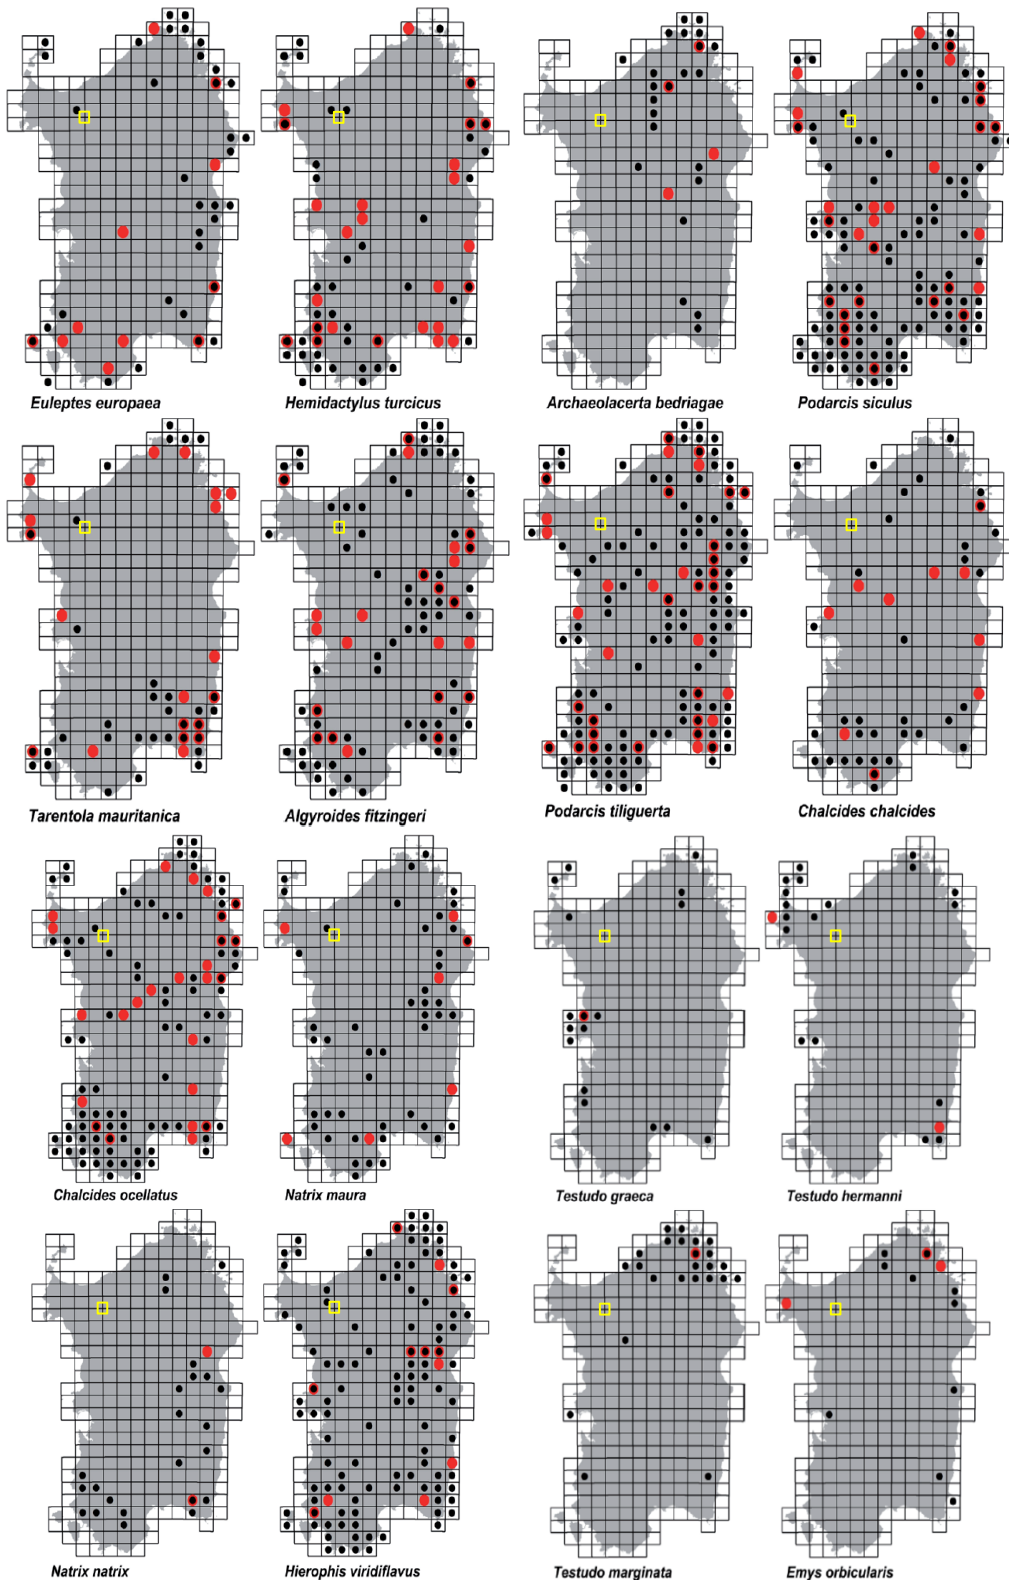 Euleptes europaea
Hemidactylus turcicus
Archaeolacerta bedriagae
Podarcis siculus
Tarentola mauritanica
Algyroides fitzingeri
Podarcis tiliguerta
Chalcides chalcides
Chalcides ocellatus
Natrix maura
Testudo graeca
Testudo hermanni
Natrix natrix
Hierophis viridiflavus
Testudo marginata
Emys orbicularis